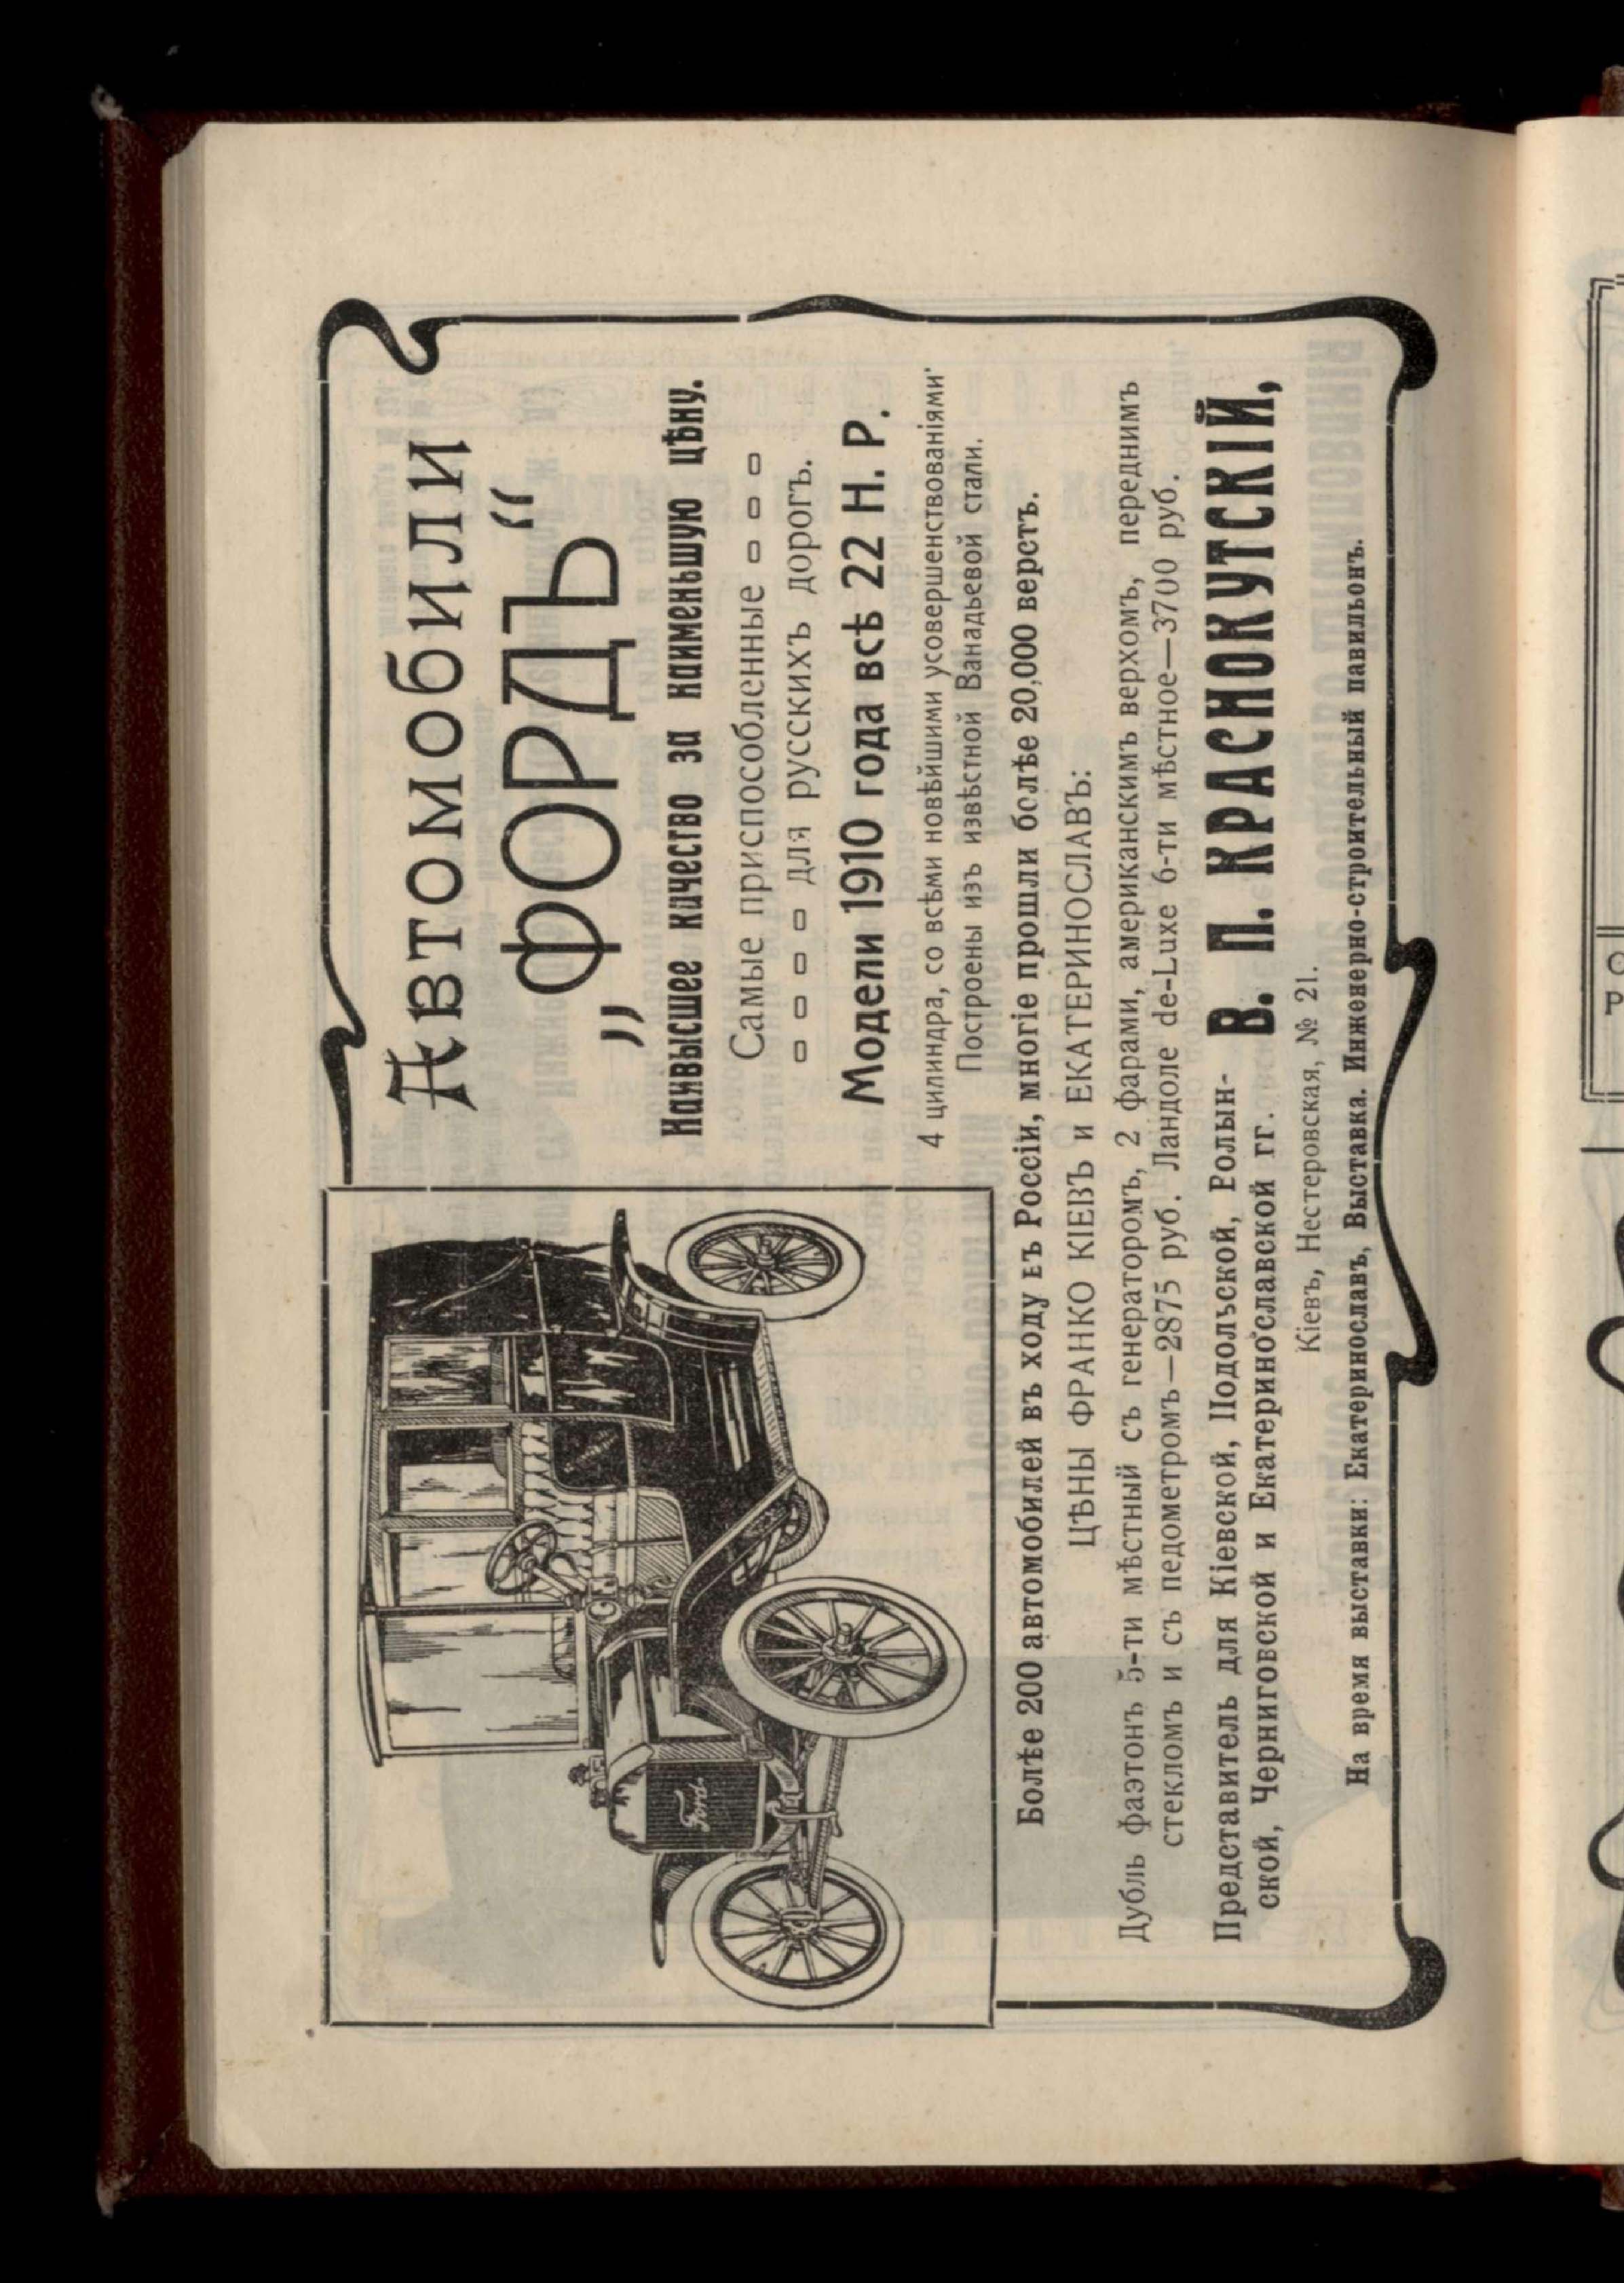 Автомобили
„ФОРДЪ“
Наивысшее качество за наименьшую цѣну.
Самые приспособленные
для русскихъ дорогъ.
Модели 1910 года всѣ 22 H. P.
4 цилиндра, со всѣми новѣйшими усовершенствованіями
Построены изъ извѣстной Ванадьевой стали.
Ford.
Болѣе 200 автомобилей въ ходу въ Россіи, многіе прошли болѣе 20,000 верстъ.
ЦѢНЫ ФРАНКО КІЕВЪ и ЕКАТЕРИНОСЛАВЪ:
Дубль фаэтонъ 5-ти мѣстный съ генераторомъ, 2 фарами, американскимъ верхомъ, переднимъ
стекломъ и съ педометромъ—2875 руб. Ландоле de-Luxe 6-ти мѣстное—3700 руб.
Представитель для Кіевской, Подольской, Волын-
ской, Черниговской и Екатеринославской гг.
В. П. КРАСНОКУТСКІЙ,
Кіевъ, Нестеровская, № 21.
На время выставки: Екатеринославъ, Выставка. Инженерно-строительный павильонъ.